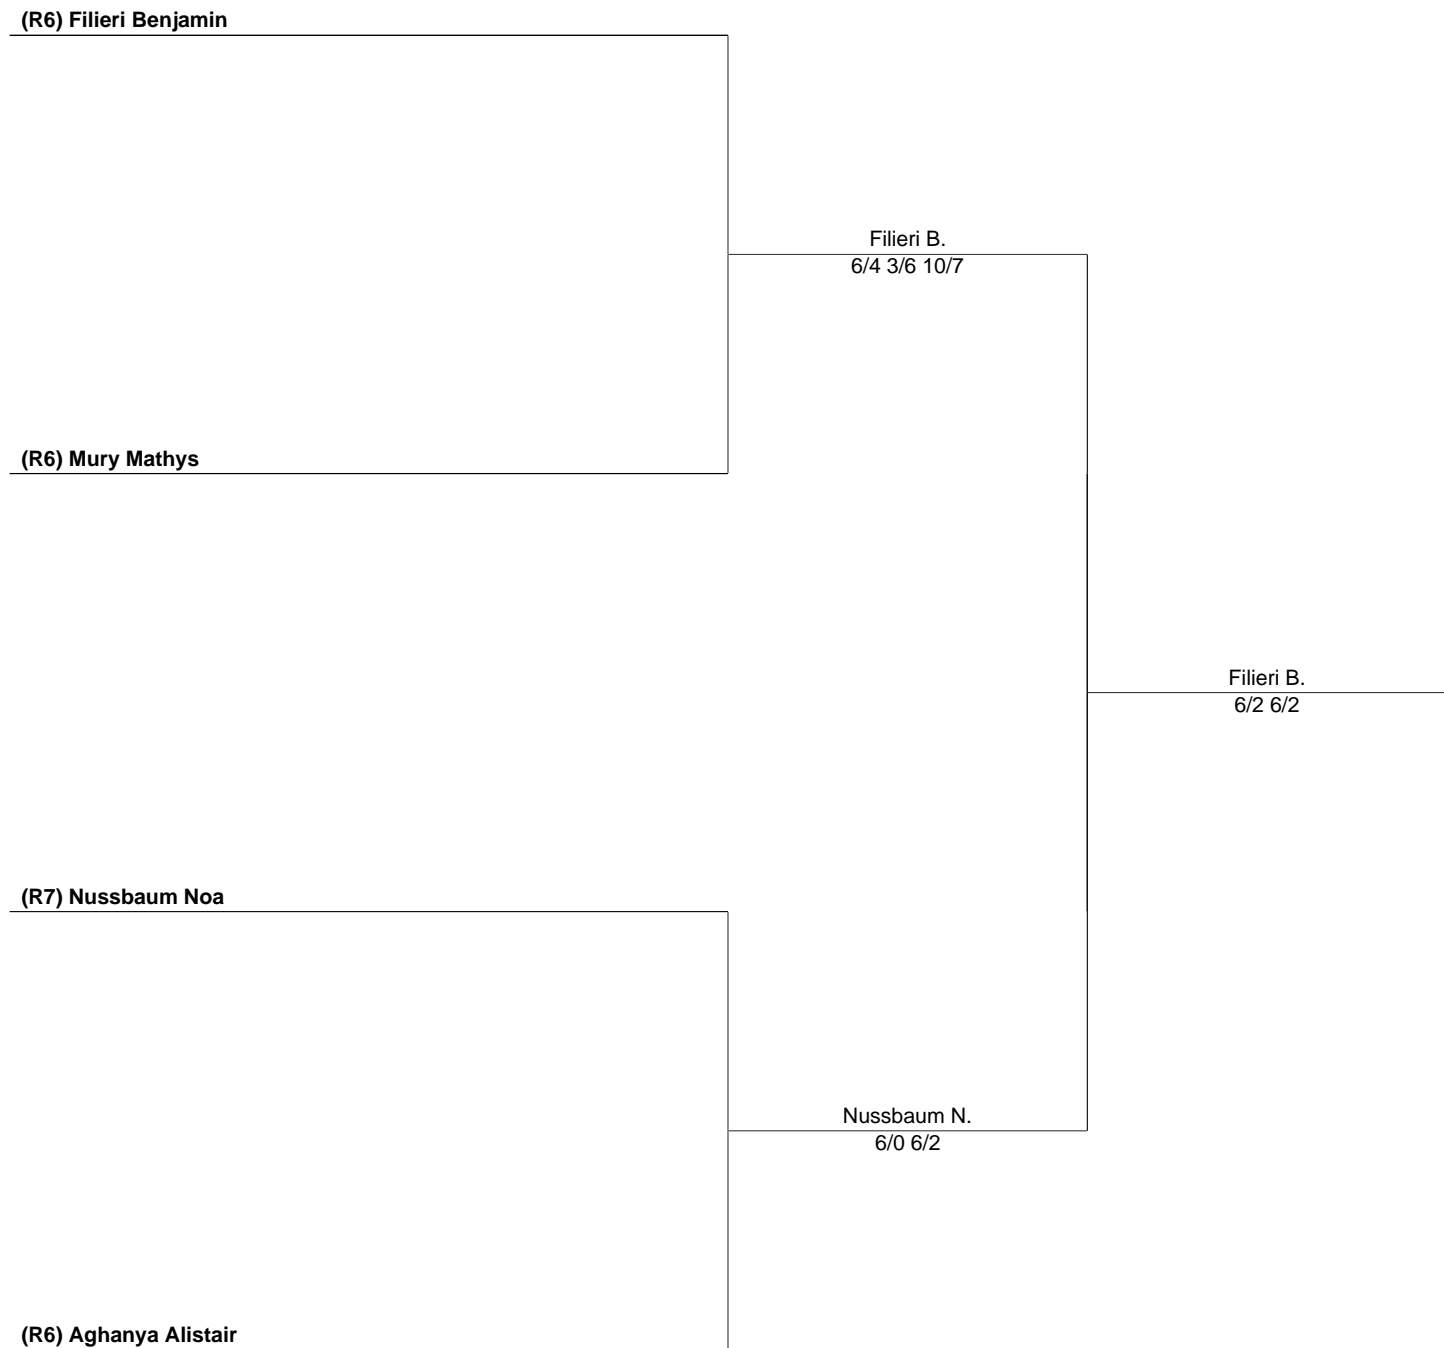 (R6) Filieri Benjamin
Filieri B.
6/4 3/6 10/7
(R6) Mury Mathys
Filieri B.
6/2 6/2
(R7) Nussbaum Noa
Nussbaum N.
6/0 6/2
(R6) Aghanya Alistair